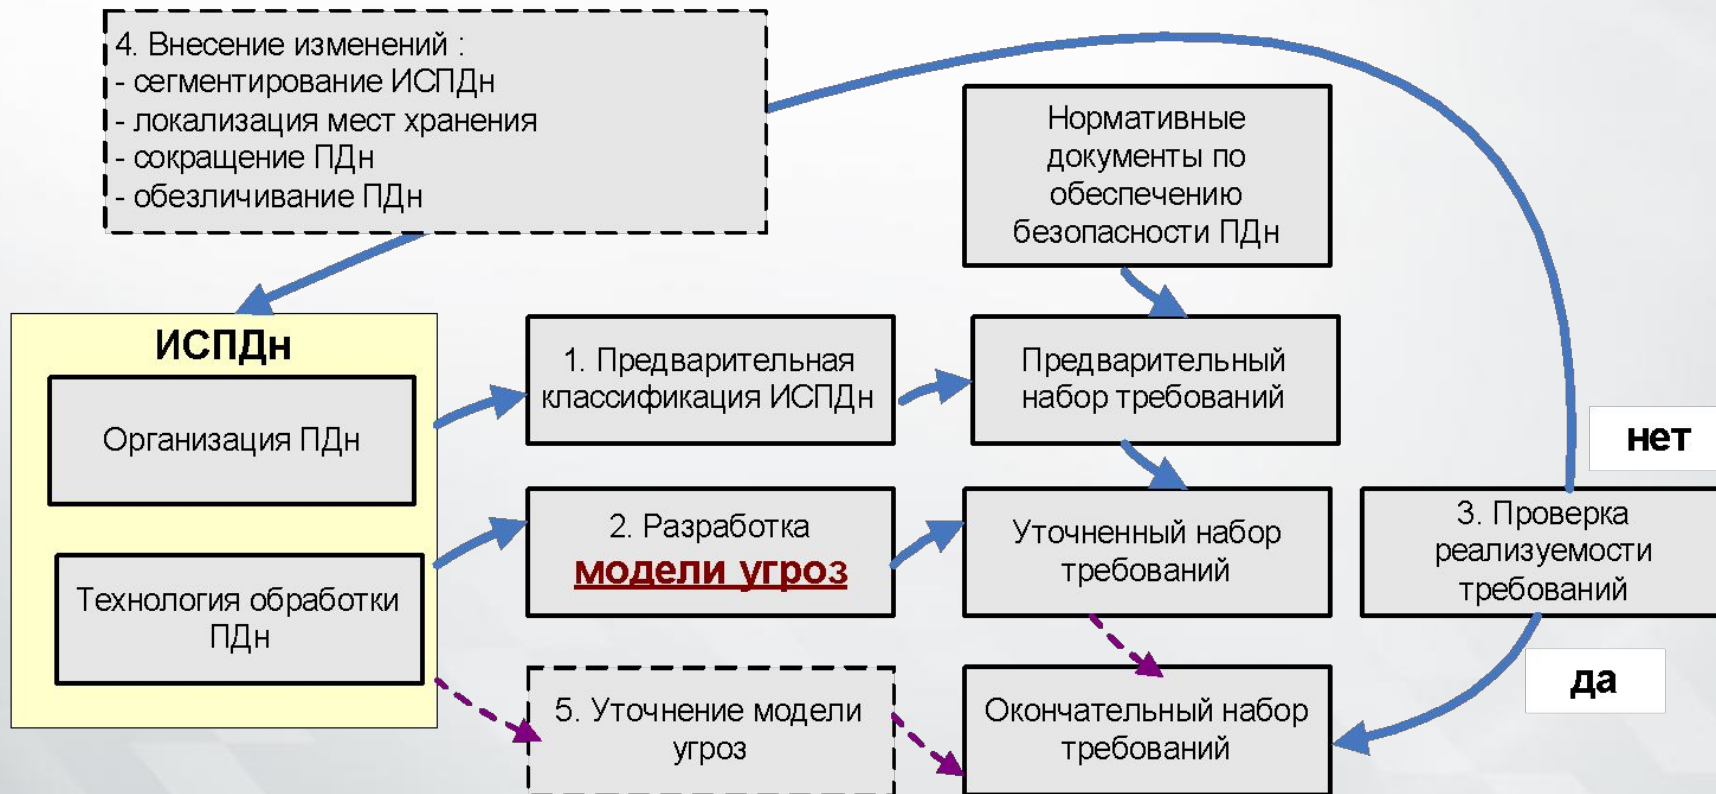 4. Внесение изменений :
- сегментирование ИСПДн
- локализация мест хранения
- сокращение ПДн
- обезличивание ПДн
Нормативные
документы по
обеспечению
безопасности ПДн
ИСПДн
Организация ПДн
Технология обработки
ПДн
1. Предварительная
классификация ИСПДн
Предварительный
набор требований
2. Разработка
модели угроз
Уточненный набор
требований
нет
3. Проверка
реализуемости
требований
да
5. Уточнение модели
угроз
Окончательный набор
требований